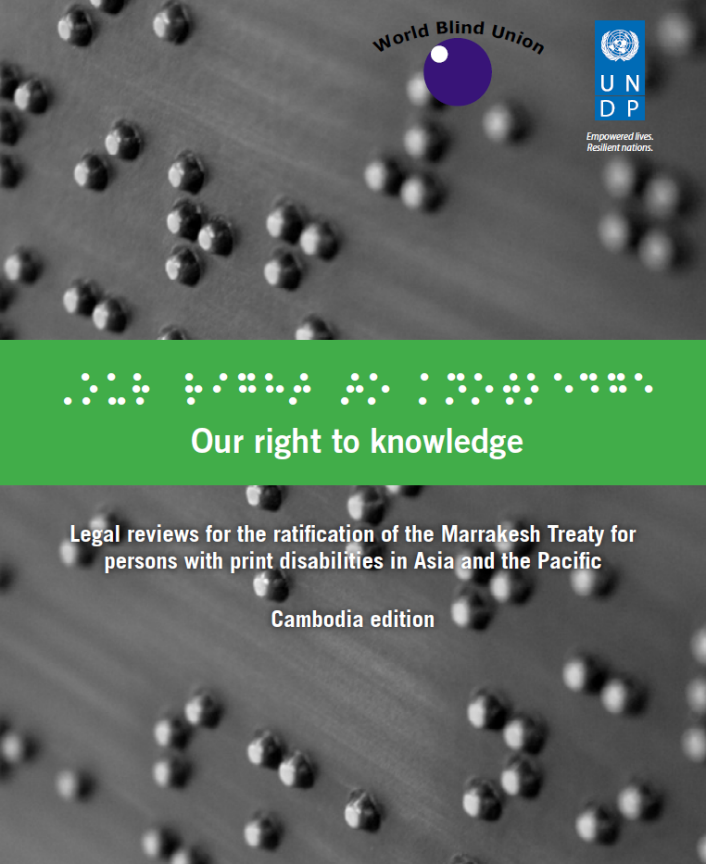 World Blind Union
U N
D P
Empowered lives.
Resilient nations.
⠠⠕⠥⠗ ⠗⠊⠛⠓⠞ ⠞⠕ ⠅⠝⠕⠺⠇⠑⠙⠛⠑
Our right to knowledge
Legal reviews for the ratification of the Marrakesh Treaty for
persons with print disabilities in Asia and the Pacific
Cambodia edition